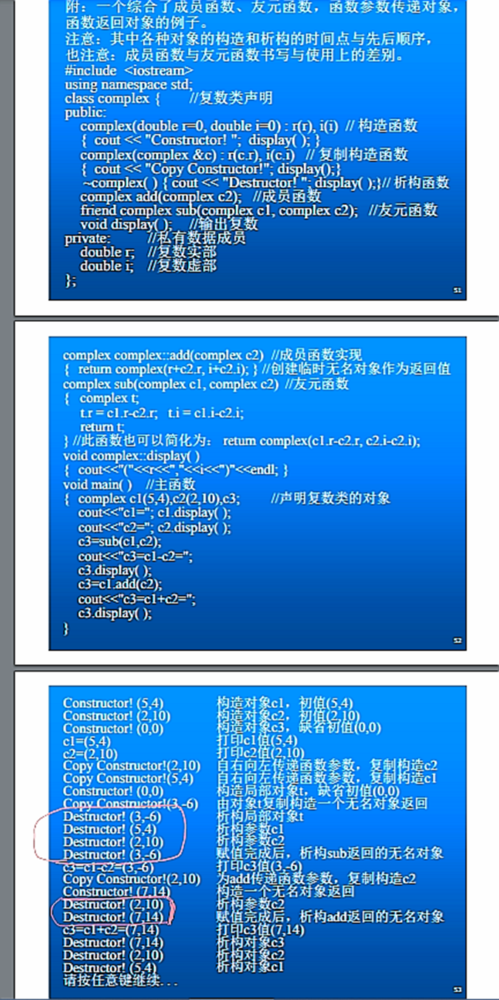 附：一个综合了成员函数、友元函数，函数参数传递对象，
函数返回对象的例子。
注意：其中各种对象的构造和析构的时间点与先后顺序，
也注意：成员函数与友元函数书写与使用上的差别。
#include <iostream>
using namespace std;
class complex { //复数类声明
public:
complex(double r=0, double i=0) : r(r), i(i) // 构造函数
{ cout << "Constructor! "; display( ); }
complex(complex &c) : r(c.r), i(c.i) // 复制构造函数
{ cout << "Copy Constructor!"; display();}
~complex( ) { cout << "Destructor! "; display( );}// 析构函数
complex add(complex c2); //成员函数
friend complex sub(complex c1, complex c2); //友元函数
void display( ); //输出复数
private: //私有数据成员
double r; //复数实部
double i; //复数虚部
};
51
complex complex::add(complex c2) //成员函数实现
{ return complex(r+c2.r, i+c2.i); } //创建临时无名对象作为返回值
complex sub(complex c1, complex c2) //友元函数
{ complex t;
t.r = c1.r-c2.r; t.i = c1.i-c2.i;
return t;
} //此函数也可以简化为： return complex(c1.r-c2.r, c2.i-c2.i);
void complex::display( )
{ cout<<"("<<r<<","<<i<<")"<<endl; }
void main( ) //主函数
{ complex c1(5,4),c2(2,10),c3; //声明复数类的对象
cout<<"c1="; c1.display( );
cout<<"c2="; c2.display( );
c3=sub(c1,c2);
cout<<"c3=c1-c2=";
c3.display( );
c3=c1.add(c2);
cout<<"c3=c1+c2=";
c3.display( );
}
52
Constructor! (5,4) 构造对象c1，初值(5,4)
Constructor! (2,10) 构造对象c2，初值(2,10)
Constructor! (0,0) 构造对象c3，缺省初值(0,0)
c1=(5,4) 打印c1值(5,4)
c2=(2,10) 打印c2值(2,10)
Copy Constructor!(2,10) 自右向左传递函数参数，复制构造c2
Copy Constructor!(5,4) 自右向左传递函数参数，复制构造c1
Constructor! (0,0) 构造局部对象t，缺省初值(0,0)
Copy Constructor!(3,-6) 由对象t复制构造一个无名对象返回
Destructor! (3,-6) 析构局部对象t
Destructor! (5,4) 析构参数c1
Destructor! (2,10) 析构参数c2
Destructor! (3,-6) 赋值完成后，析构sub返回的无名对象
c3=c1-c2=(3,-6) 打印c3值(3,-6)
Copy Constructor!(2,10) 为add传递函数参数，复制构造c2
Constructor! (7,14) 构造一个无名对象返回
Destructor! (2,10) 析构参数c2
Destructor! (7,14) 赋值完成后，析构add返回的无名对象
c3=c1+c2=(7,14) 打印c3值(7,14)
Destructor! (7,14) 析构对象c3
Destructor! (2,10) 析构对象c2
Destructor! (5,4) 析构对象c1
请按任意键继续. . .
53